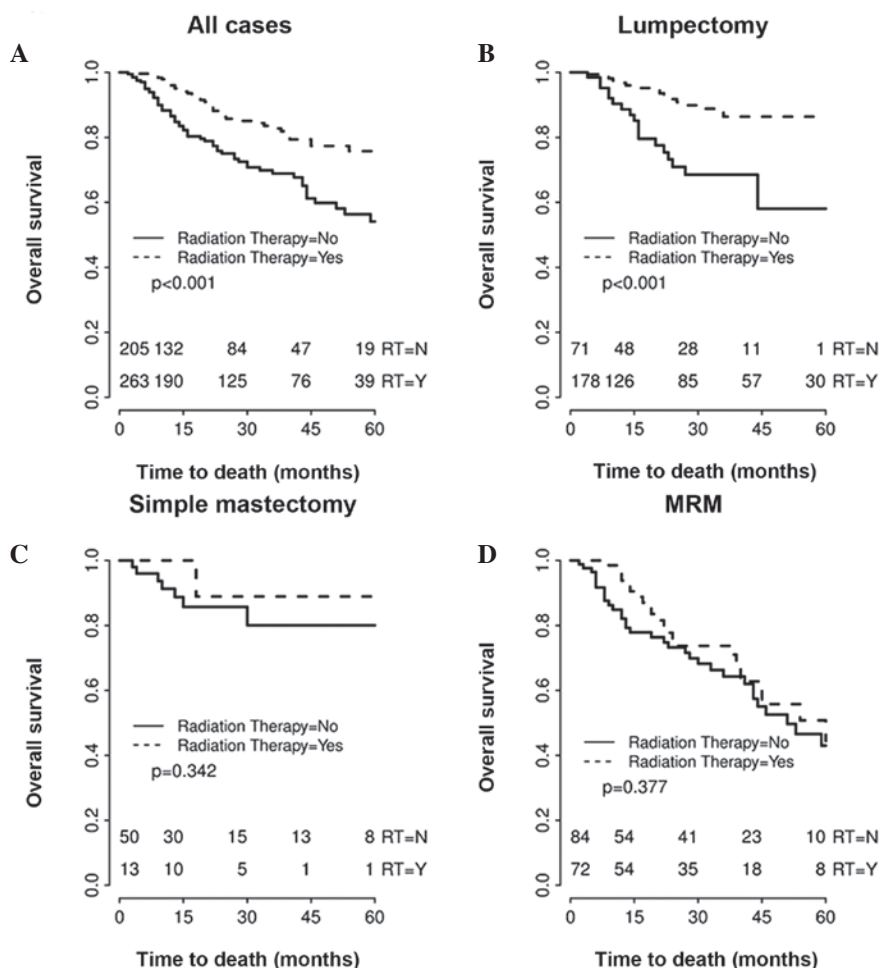 All cases
A
Overall survival
1.0
0.8
0.6
0.4
0.2
0.0
Radiation Therapy=No
Radiation Therapy=Yes
p<0.001
205 132 84 47 19 RT=N
263 190 125 76 39 RT=Y
0 15 30 45 60
Time to death (months)
Lumpectomy
B
Overall survival
1.0
0.8
0.6
0.4
0.2
0.0
Radiation Therapy=No
Radiation Therapy=Yes
p<0.001
71 48 28 11 1 RT=N
178 126 85 57 30 RT=Y
0 15 30 45 60
Time to death (months)
Simple mastectomy
C
Overall survival
1.0
0.8
0.6
0.4
0.2
0.0
Radiation Therapy=No
Radiation Therapy=Yes
p=0.342
50 30 15 13 8 RT=N
13 10 5 1 1 RT=Y
0 15 30 45 60
Time to death (months)
MRM
D
Overall survival
1.0
0.8
0.6
0.4
0.2
0.0
Radiation Therapy=No
Radiation Therapy=Yes
p=0.377
84 54 41 23 10 RT=N
72 54 35 18 8 RT=Y
0 15 30 45 60
Time to death (months)